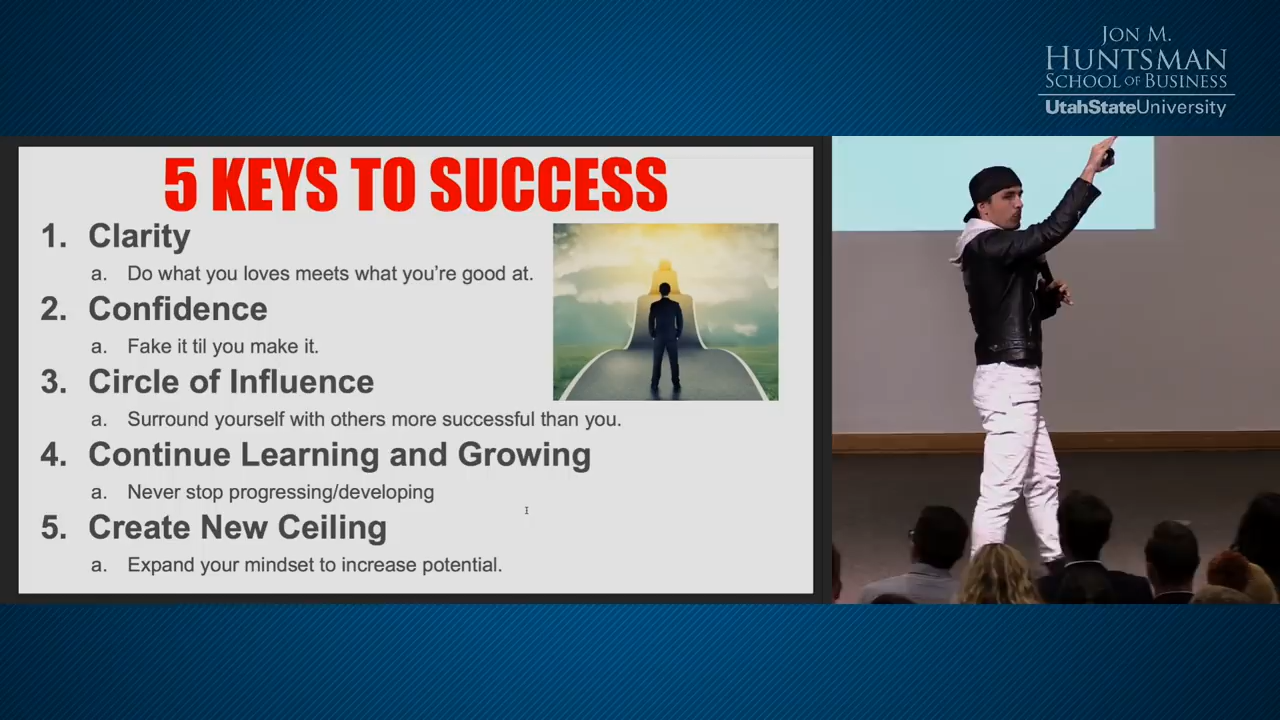 JON M.
HUNTSMAN
SCHOOL OF BUSINESS
UtahStateUniversity
5 KEYS TO SUCCESS
1. Clarity
a. Do what you loves meets what you're good at.
2. Confidence
a. Fake it til you make it.
3. Circle of Influence
a. Surround yourself with others more successful than you.
4. Continue Learning and Growing
a. Never stop progressing/developing
5. Create New Ceiling
a. Expand your mindset to increase potential.